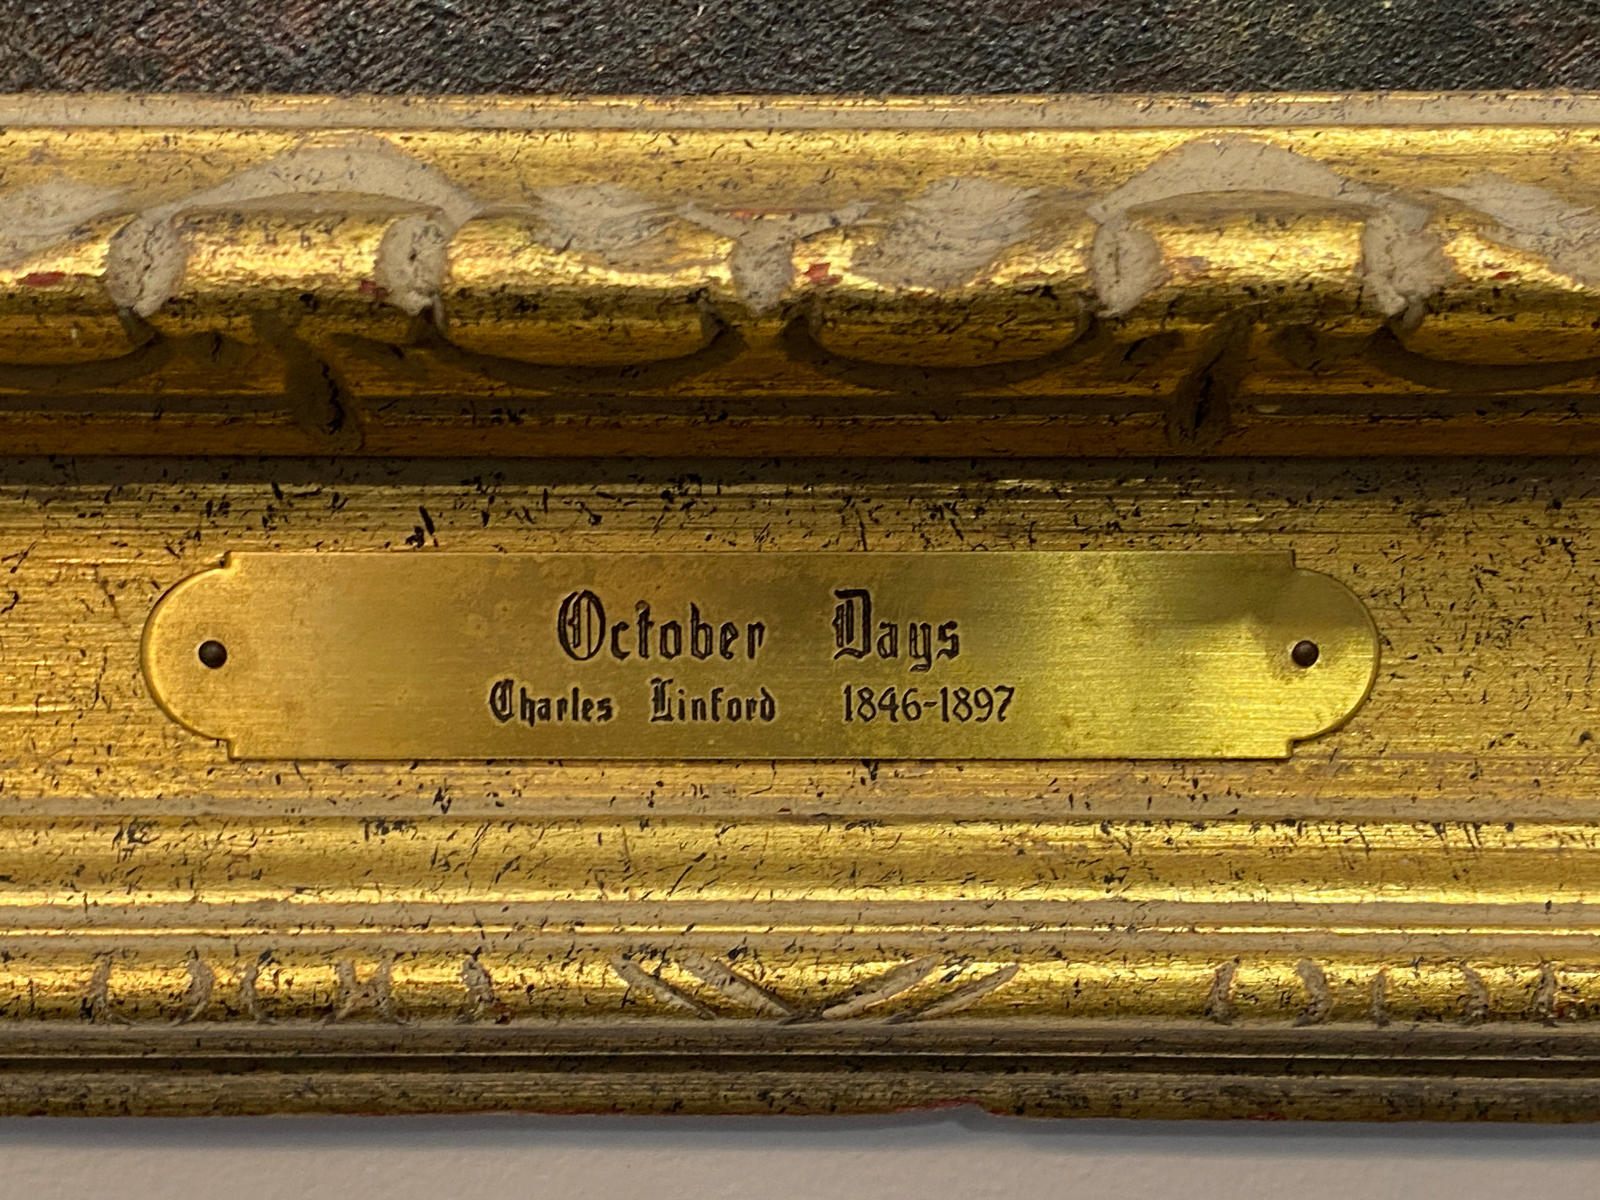 October Days
Charles Linford 1846-1897